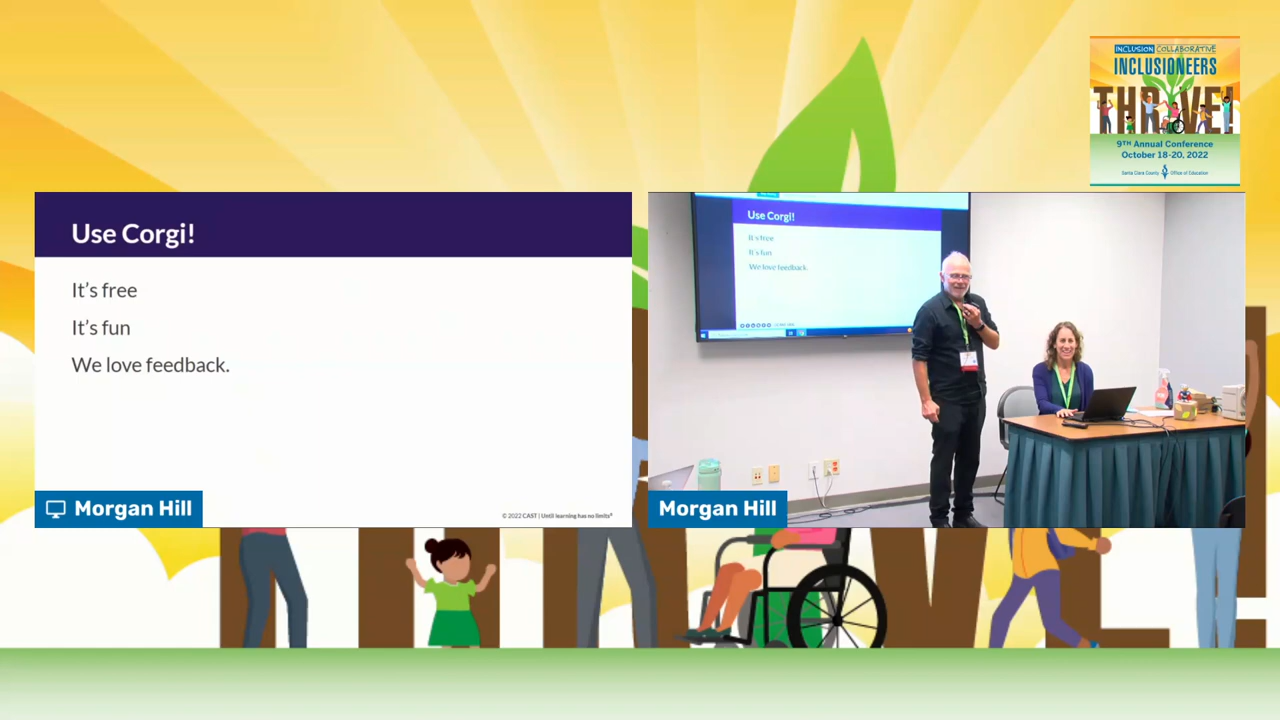 INCLUSION COLLABORATIVE
INCLUSIONEERS
THRIVE!
9TH Annual Conference
October 18-20, 2022
Santa Clara County Office of Education
Use Corgi!
It's free
It's fun
We love feedback.
Morgan Hill
© 2022 CAST | Until learning has no limits®
Use Corgi!
It's free
It's fun
We love feedback.
Morgan Hill